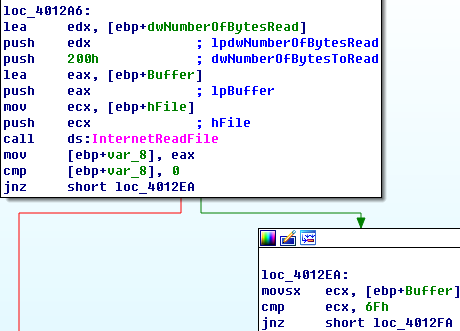 loc_4012A6:
lea edx, [ebp+dwNumberOfBytesRead]
push edx ; lpdwNumberOfBytesRead
push 200h ; dwNumberOfBytesToRead
lea eax, [ebp+Buffer]
push eax ; lpBuffer
mov ecx, [ebp+hFile]
push ecx ; hFile
call ds:InternetReadFile
mov [ebp+var_8], eax
cmp [ebp+var_8], 0
jnz short loc_4012EA
loc_4012EA:
movsx ecx, [ebp+Buffer]
cmp ecx, 6Fh
jnz short loc_4012FA